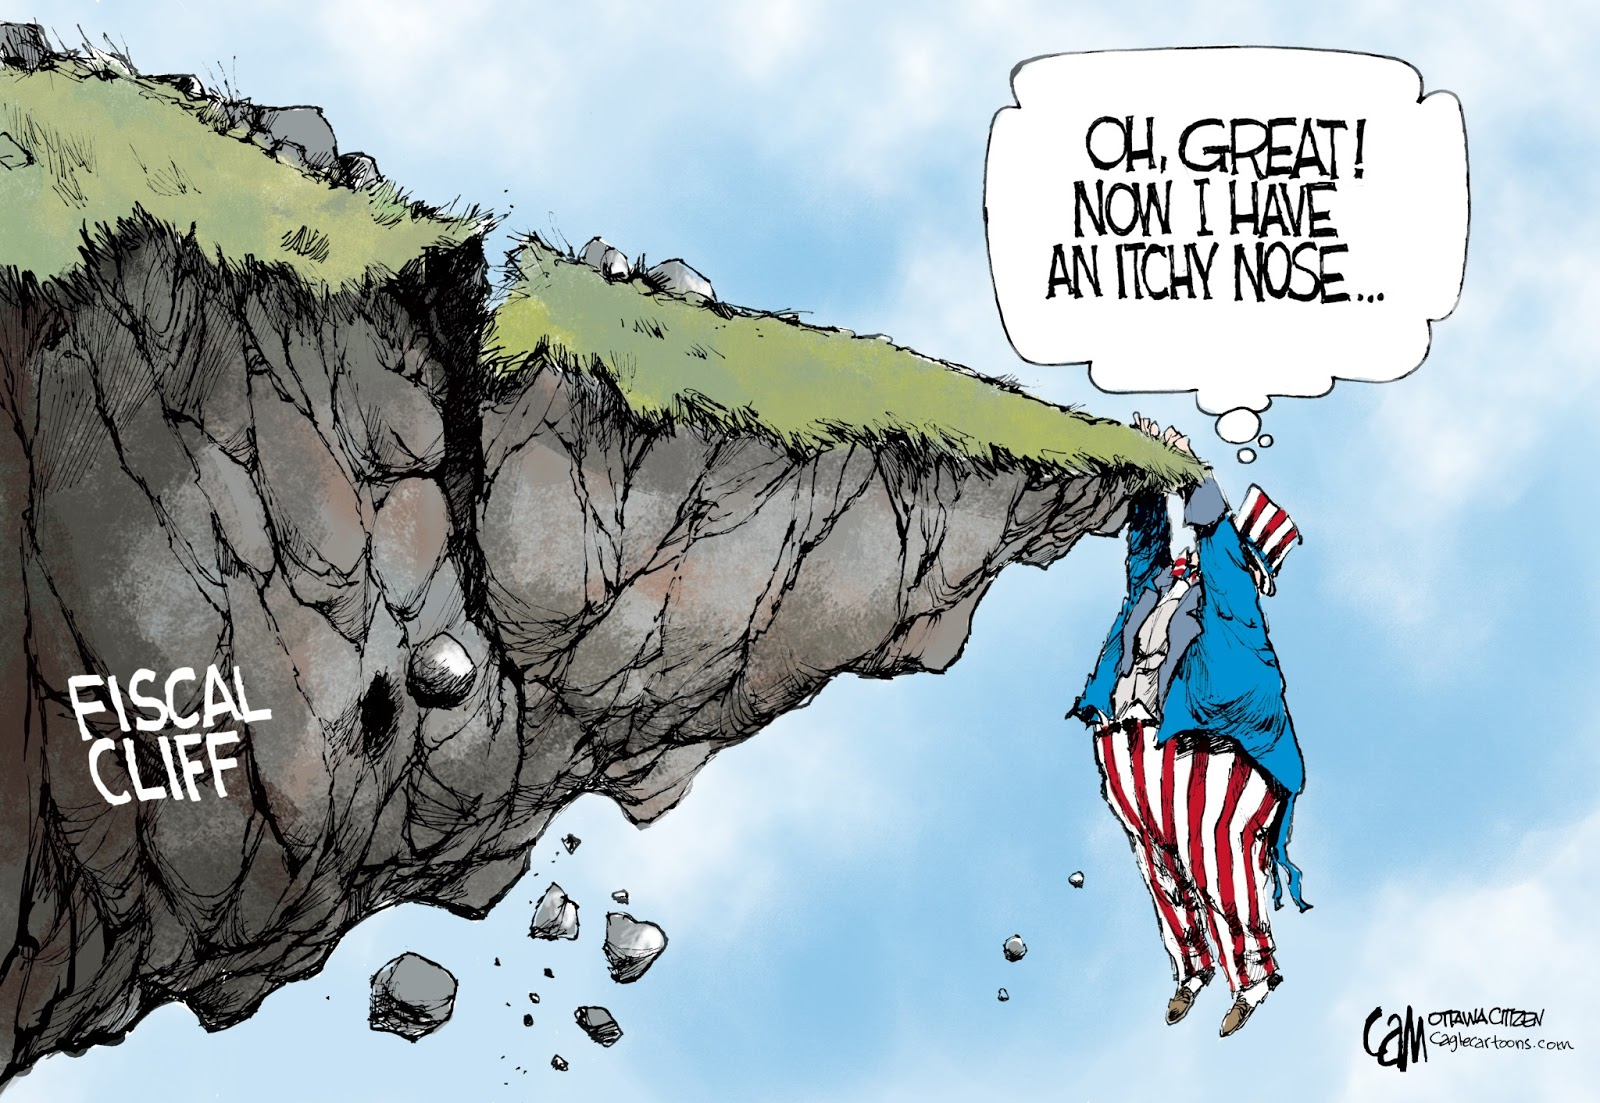 OH, GREAT!
NOW I HAVE
AN ITCHY NOSE...
FISCAL
CLIFF
CAM
OTTAWA CITIZEN
Caglecartoons.com